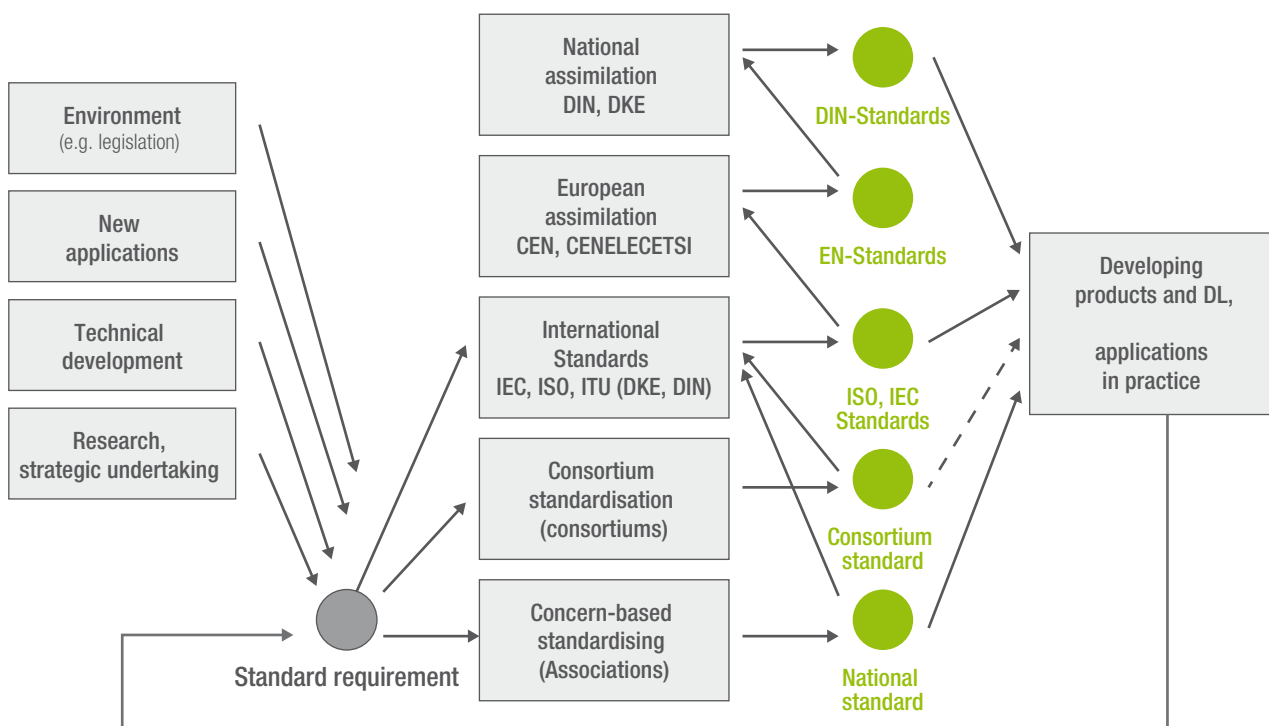 Environment
(e.g. legislation)
New
applications
Technical
development
Research,
strategic undertaking
Standard requirement
National
assimilation
DIN, DKE
European
assimilation
CEN, CENELECETSI
International
Standards
IEC, ISO, ITU (DKE, DIN)
Consortium
standardisation
(consortiums)
Concern-based
standardising
(Associations)
DIN-Standards
EN-Standards
ISO, IEC
Standards
Consortium
standard
National
standard
Developing
products and DL,
applications
in practice